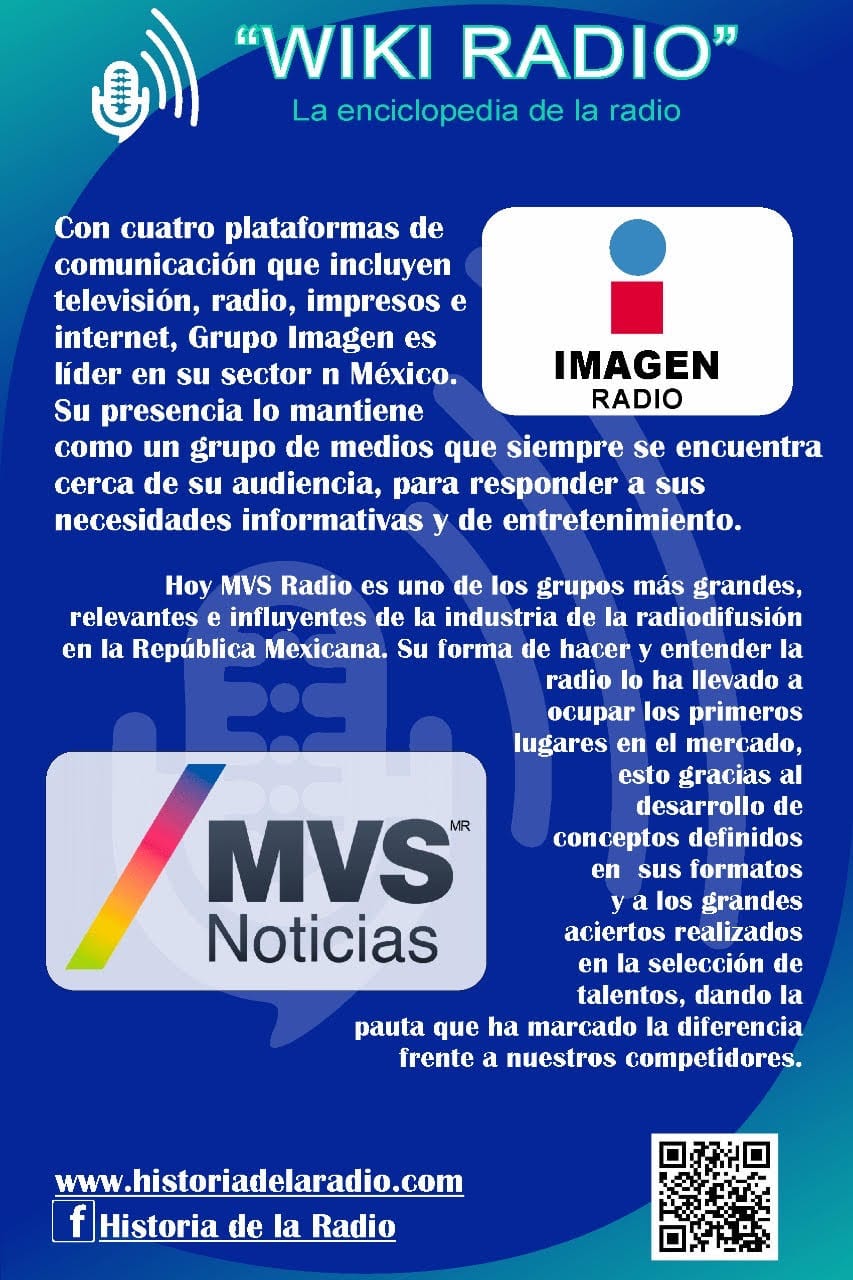 “WIKI RADIO”
La enciclopedia de la radio
Con cuatro plataformas de
comunicación que incluyen
televisión, radio, impresos e
internet, Grupo Imagen es
líder en su sector n México.
Su presencia lo mantiene
como un grupo de medios que siempre se encuentra
cerca de su audiencia, para responder a sus
necesidades informativas y de entretenimiento.
IMAGEN
RADIO
Hoy MVS Radio es uno de los grupos más grandes,
relevantes e influyentes de la industria de la radiodifusión
en la República Mexicana. Su forma de hacer y entender la
radio lo ha llevado a
ocupar los primeros
lugares en el mercado,
esto gracias al
desarrollo de
conceptos definidos
en sus formatos
y a los grandes
aciertos realizados
en la selección de
talentos, dando la
pauta que ha marcado la diferencia
frente a nuestros competidores.
MVS MR
Noticias
www.historiadelaradio.com
f Historia de la Radio